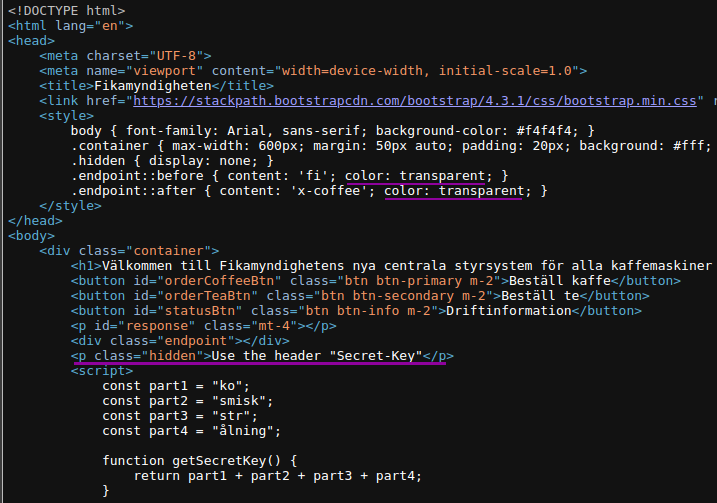 <!DOCTYPE html>
<html lang="en">
<head>
    <meta charset="UTF-8">
    <meta name="viewport" content="width=device-width, initial-scale=1.0">
    <title>Fikamyndigheten</title>
    <link href="https://stackpath.bootstrapcdn.com/bootstrap/4.3.1/css/bootstrap.min.css"
    <style>
        body { font-family: Arial, sans-serif; background-color: #f4f4f4; }
        .container { max-width: 600px; margin: 50px auto; padding: 20px; background: #fff;
        .hidden { display: none; }
        .endpoint::before { content: 'fi'; color: transparent; }
        .endpoint::after { content: 'x-coffee'; color: transparent; }
    </style>
</head>
<body>
    <div class="container">
        <h1>Välkommen till Fikamyndighetens nya centrala styrsystem för alla kaffemaskiner
        <button id="orderCoffeeBtn" class="btn btn-primary m-2">Beställ kaffe</button>
        <button id="orderTeaBtn" class="btn btn-secondary m-2">Beställ te</button>
        <button id="statusBtn" class="btn btn-info m-2">Driftinformation</button>
        <p id="response" class="mt-4"></p>
        <div class="endpoint"></div>
        <p class="hidden">Use the header "Secret-Key"</p>
        <script>
            const part1 = "ko";
            const part2 = "smisk";
            const part3 = "str";
            const part4 = "ålning";

            function getSecretKey() {
                return part1 + part2 + part3 + part4;
            }